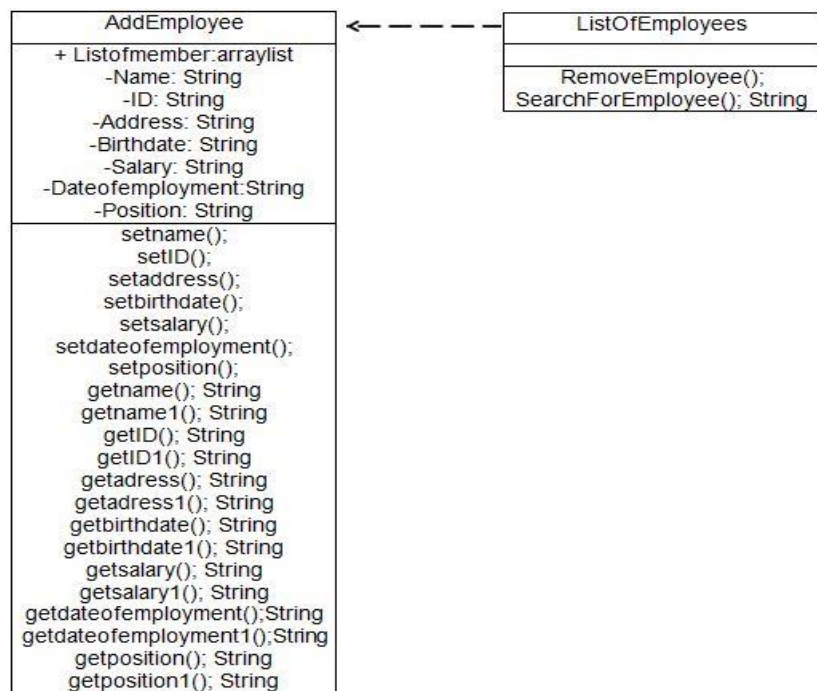 AddEmployee
+ Listofmember:arraylist
-Name: String
-ID: String
-Address: String
-Birthdate: String
-Salary: String
-Dateofemployment:String
-Position: String
setname();
setID();
setaddress();
setbirthdate();
setsalary();
setdateofemployment();
setposition();
getname(); String
getname1(); String
getID(); String
getID1(); String
getadress(); String
getadress1(); String
getbirthdate(); String
getbirthdate1(); String
getsalary(); String
getsalary1(); String
getdateofemployment();String
getdateofemployment1();String
getposition(); String
getposition1(); String
ListOfEmployees
RemoveEmployee();
SearchForEmployee(); String